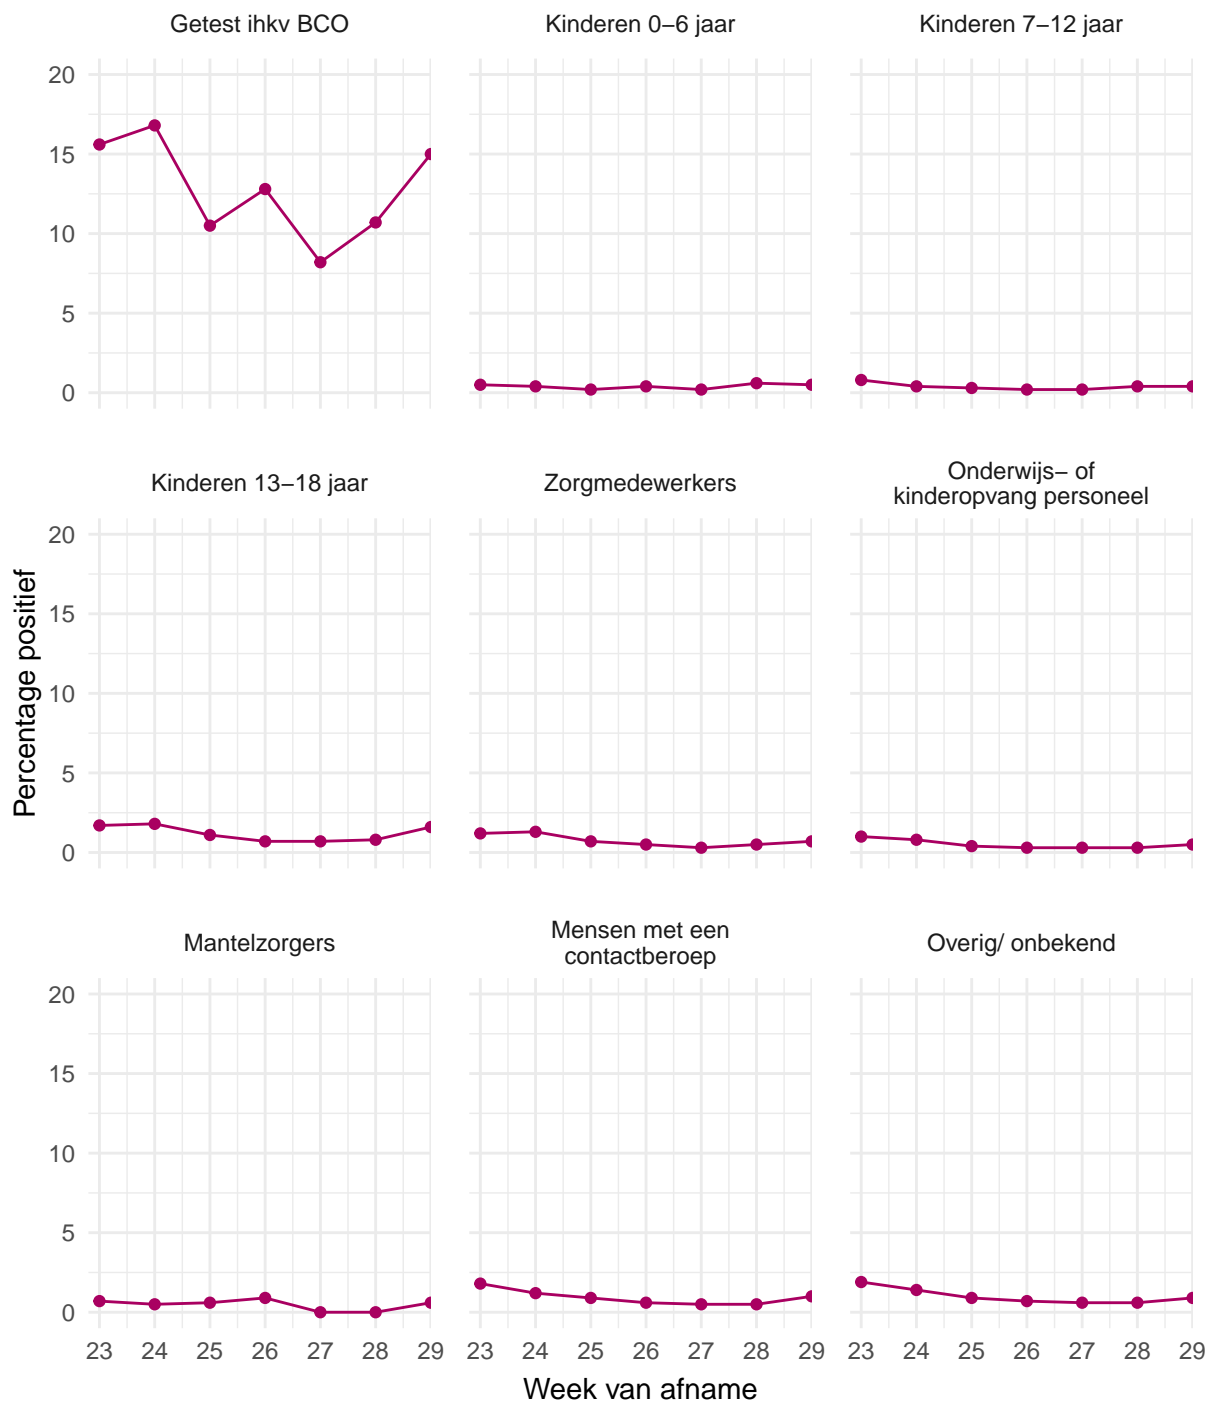 Getest ihkv BCO
Kinderen 0–6 jaar
Kinderen 7–12 jaar
20
15
10
5
0
Kinderen 13–18 jaar
Zorgmedewerkers
Onderwijs– of
kinderopvang personeel
20
15
10
5
0
Percentage positief
Mantelzorgers
Mensen met een
contactberoep
Overig/ onbekend
20
15
10
5
0
23 24 25 26 27 28 29 23 24 25 26 27 28 29 23 24 25 26 27 28 29
Week van afname